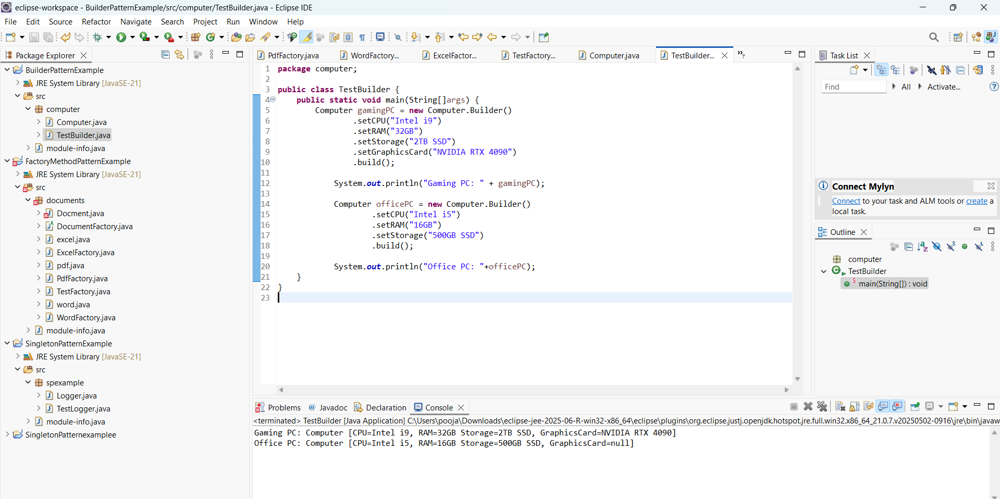 eclipse-workspace - BuilderPatternExample/src/computer/TestBuilder.java - Eclipse IDE
File Edit Source Refactor Navigate Search Project Run Window Help
Package Explorer
BuilderPatternExample
JRE System Library [JavaSE-21]
src
computer
Computer.java
TestBuilder.java
module-info.java
FactoryMethodPatternExample
JRE System Library [JavaSE-21]
src
documents
Docment.java
DocumentFactory.java
excel.java
ExcelFactory.java
pdf.java
PdfFactory.java
TestFactory.java
word.java
WordFactory.java
module-info.java
SingletonPatternExample
JRE System Library [JavaSE-21]
src
spexample
Logger.java
TestLogger.java
module-info.java
SingletonPatternexamplee
PdfFactory.java WordFactory... ExcelFactor... TestFactory... Computer.java TestBuilder... »7
1 package computer;
2
3 public class TestBuilder {
4 public static void main(String[]args) {
5 Computer gamingPC = new Computer.Builder()
6 .setCPU("Intel i9")
7 .setRAM("32GB")
8 .setStorage("2TB SSD")
9 .setGraphicsCard("NVIDIA RTX 4090")
10 .build();
11
12 System.out.println("Gaming PC: " + gamingPC);
13
14 Computer officePC = new Computer.Builder()
15 .setCPU("Intel i5")
16 .setRAM("16GB")
17 .setStorage("500GB SSD")
18 .build();
19
20 System.out.println("Office PC: "+officePC);
21 }
22 }
23
Task List
Find All Activate...
Connect Mylyn
Connect to your task and ALM tools or create a
local task.
Outline
computer
TestBuilder
main(String[]) : void
Problems @ Javadoc Declaration Console
<terminated> TestBuilder [Java Application] C:\Users\pooja\Downloads\eclipse-jee-2025-06-R-win32-x86_64\eclipse\plugins\org.eclipse.justj.openjdk.hotspot.jre.full.win32.x86_64_21.0.7.v20250502-0916\jre\bin\javaw
Gaming PC: Computer [CPU=Intel i9, RAM=32GB Storage=2TB SSD, GraphicsCard=NVIDIA RTX 4090]
Office PC: Computer [CPU=Intel i5, RAM=16GB Storage=500GB SSD, GraphicsCard=null]